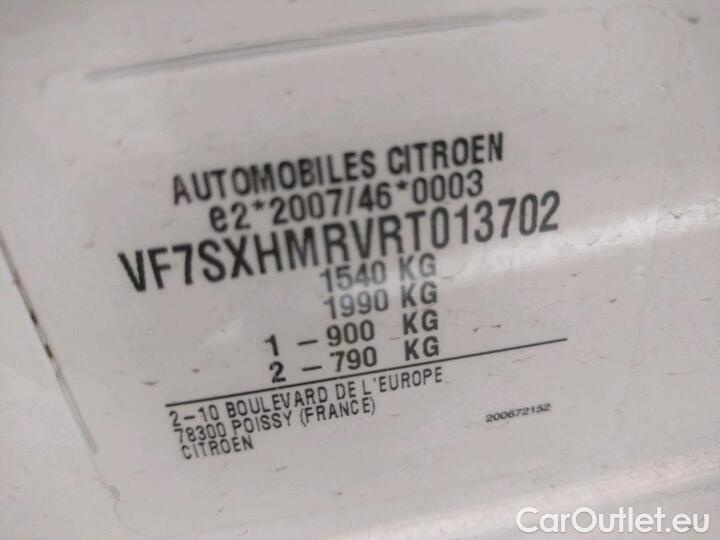 AUTOMOBILES CITROEN
e2*2007/46*0003
VF7SXHMRVRT013702
1540 KG
1990 KG
1 - 900 KG
2 - 790 KG
2-10 BOULEVARD DE L'EUROPE
78300 POISSY (FRANCE)
CITROEN
200672152
CarOutlet.eu